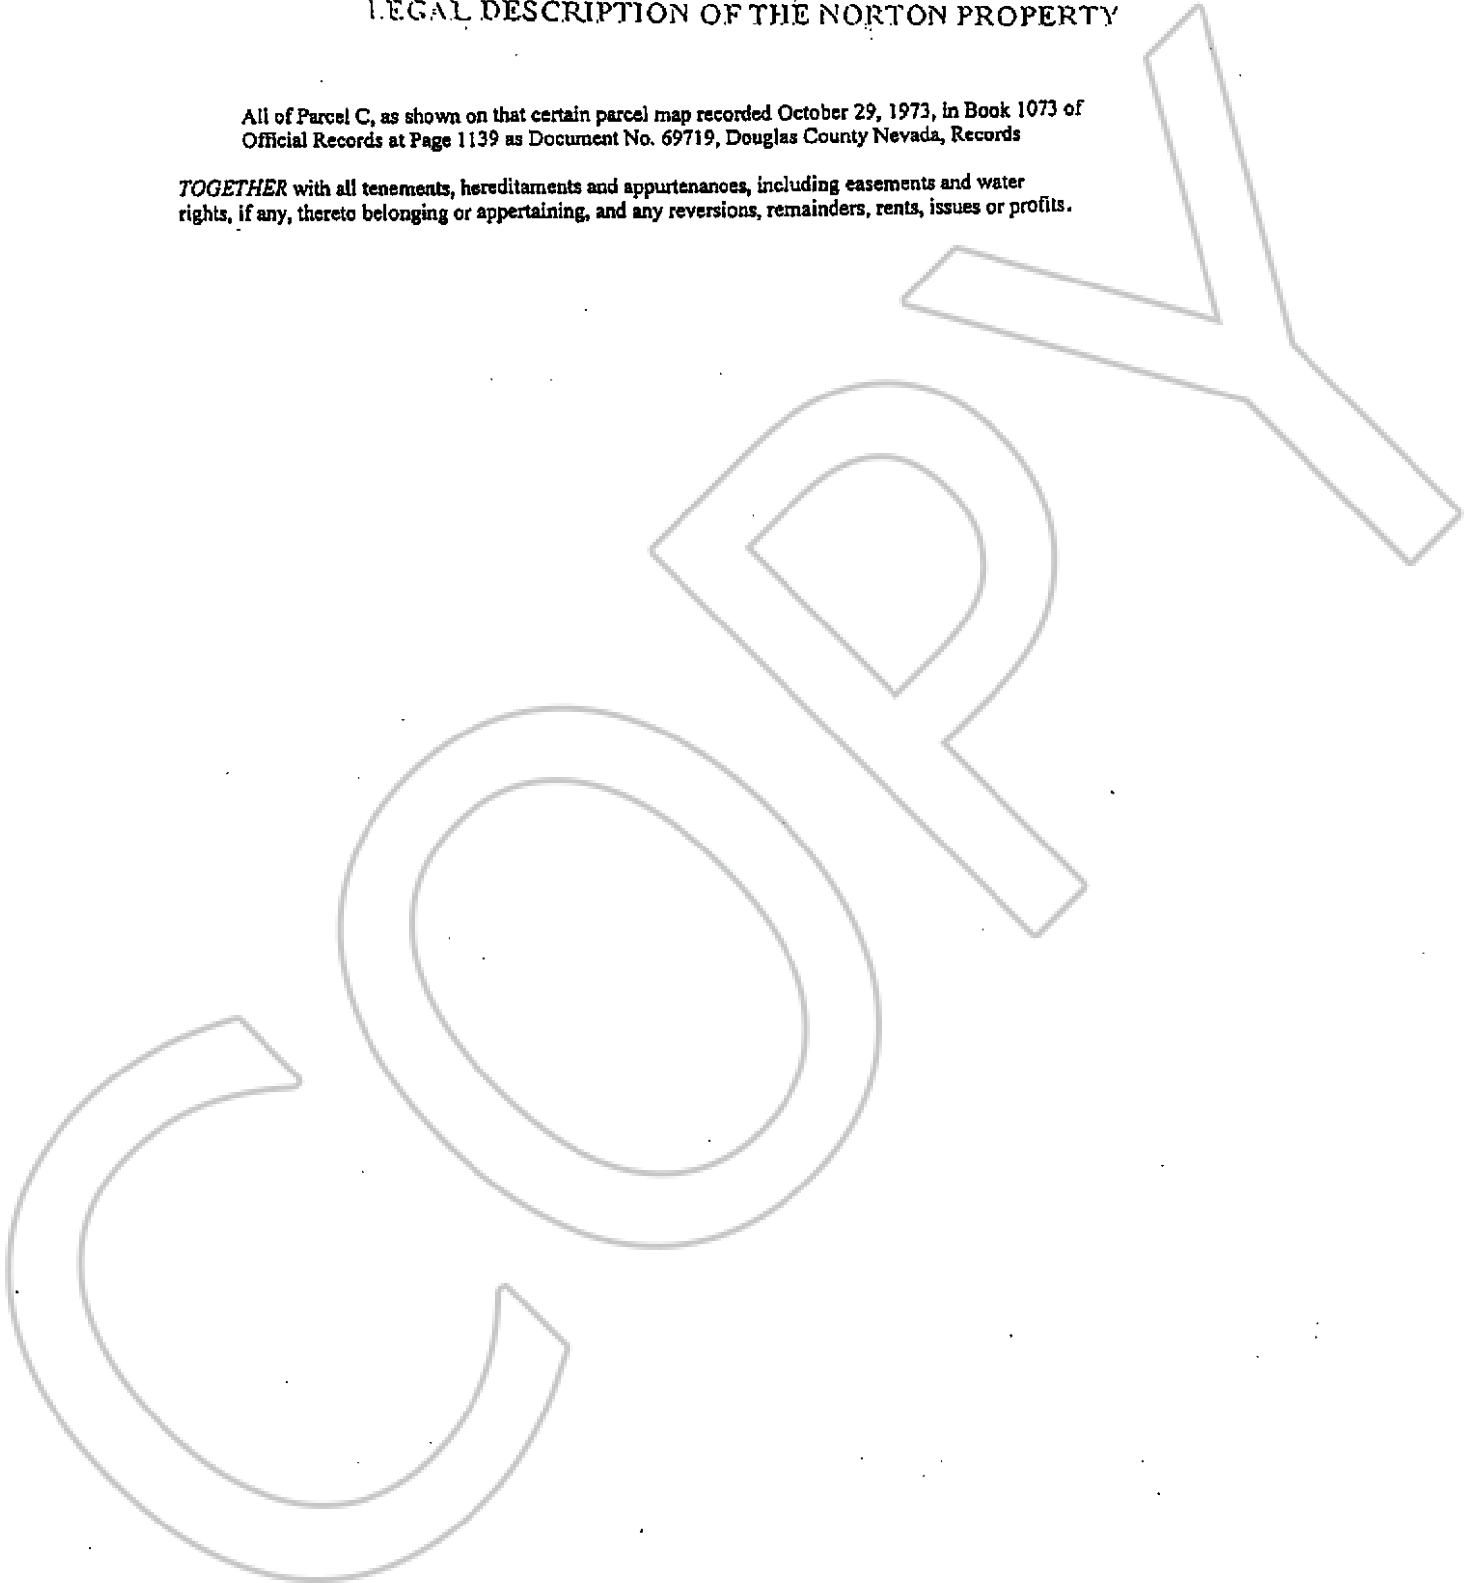 LEGAL DESCRIPTION OF THE NORTON PROPERTY
All of Parcel C, as shown on that certain parcel map recorded October 29, 1973, in Book 1073 of
Official Records at Page 1139 as Document No. 69719, Douglas County Nevada, Records
TOGETHER with all tenements, hereditaments and appurtenances, including easements and water
rights, if any, thereto belonging or appertaining, and any reversions, remainders, rents, issues or profits.
COPY